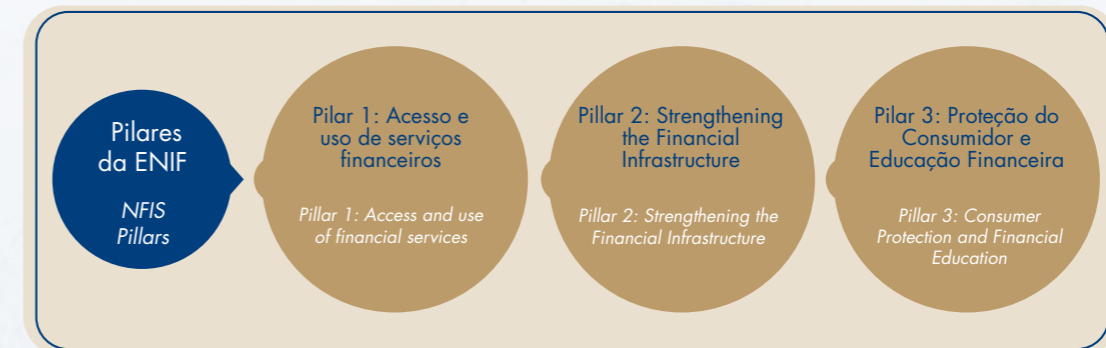 Pilares
da ENIF
NFIS
Pillars
Pilar 1: Acesso e
uso de serviços
financeiros
Pillar 1: Access and use
of financial services
Pillar 2: Strengthening
the Financial
Infrastructure
Pillar 2: Strengthening the
Financial Infrastructure
Pilar 3: Proteção do
Consumidor e
Educação Financeira
Pillar 3: Consumer
Protection and Financial
Education